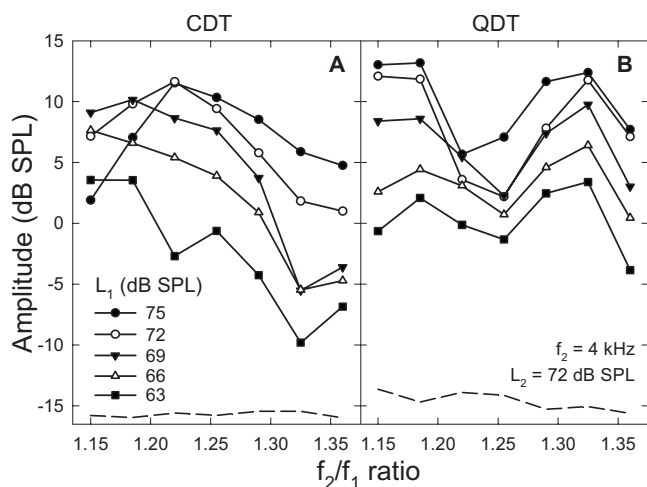 CDT QDT
A B
15
10
5
0
-5
-10
-15
Amplitude (dB SPL)
L1 (dB SPL)
75
72
69
66
63
f2 = 4 kHz
L2 = 72 dB SPL
1.15 1.20 1.25 1.30 1.35 1.15 1.20 1.25 1.30 1.35
f2/f1 ratio